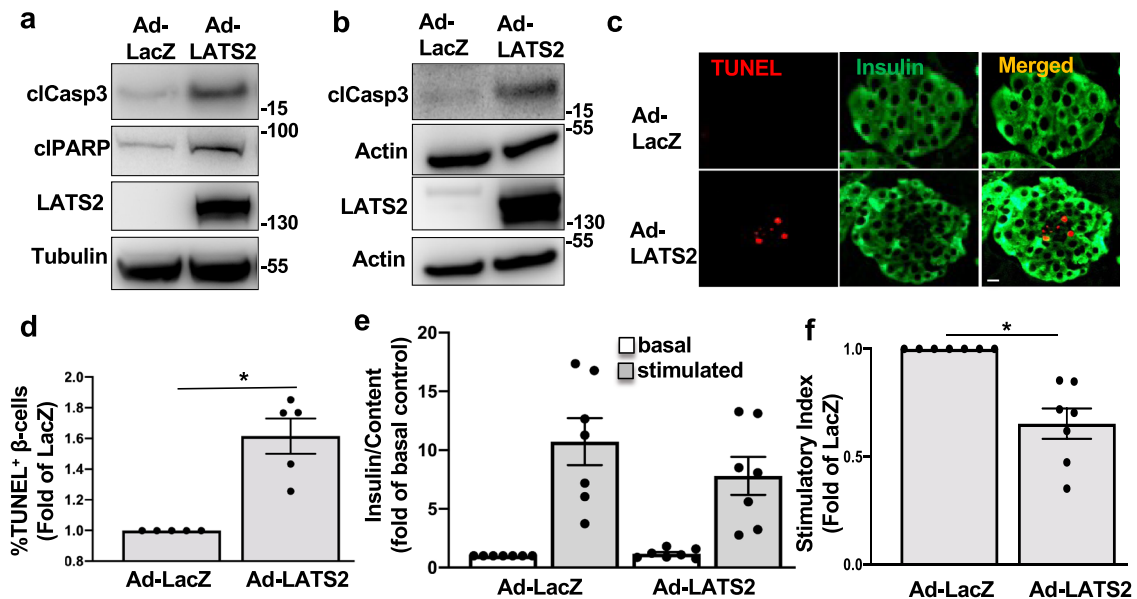 a
Ad-
LacZ
Ad-
LATS2
clCasp3
-15
-100
clPARP
LATS2
-130
Tubulin
-55
b
Ad-
LacZ
Ad-
LATS2
clCasp3
-15
-55
Actin
LATS2
-130
-55
Actin
c
TUNEL
Insulin
Merged
Ad-
LacZ
Ad-
LATS2
d
%TUNEL⁺ β-cells
(Fold of LacZ)
2.0
1.8
1.6
1.4
1.2
1.0
0.8
*
Ad-LacZ
Ad-LATS2
e
Insulin/Content
(fold of basal control)
20
15
10
5
0
basal
stimulated
Ad-LacZ
Ad-LATS2
f
Stimulatory Index
(Fold of LacZ)
1.0
0.5
0.0
*
Ad-LacZ
Ad-LATS2